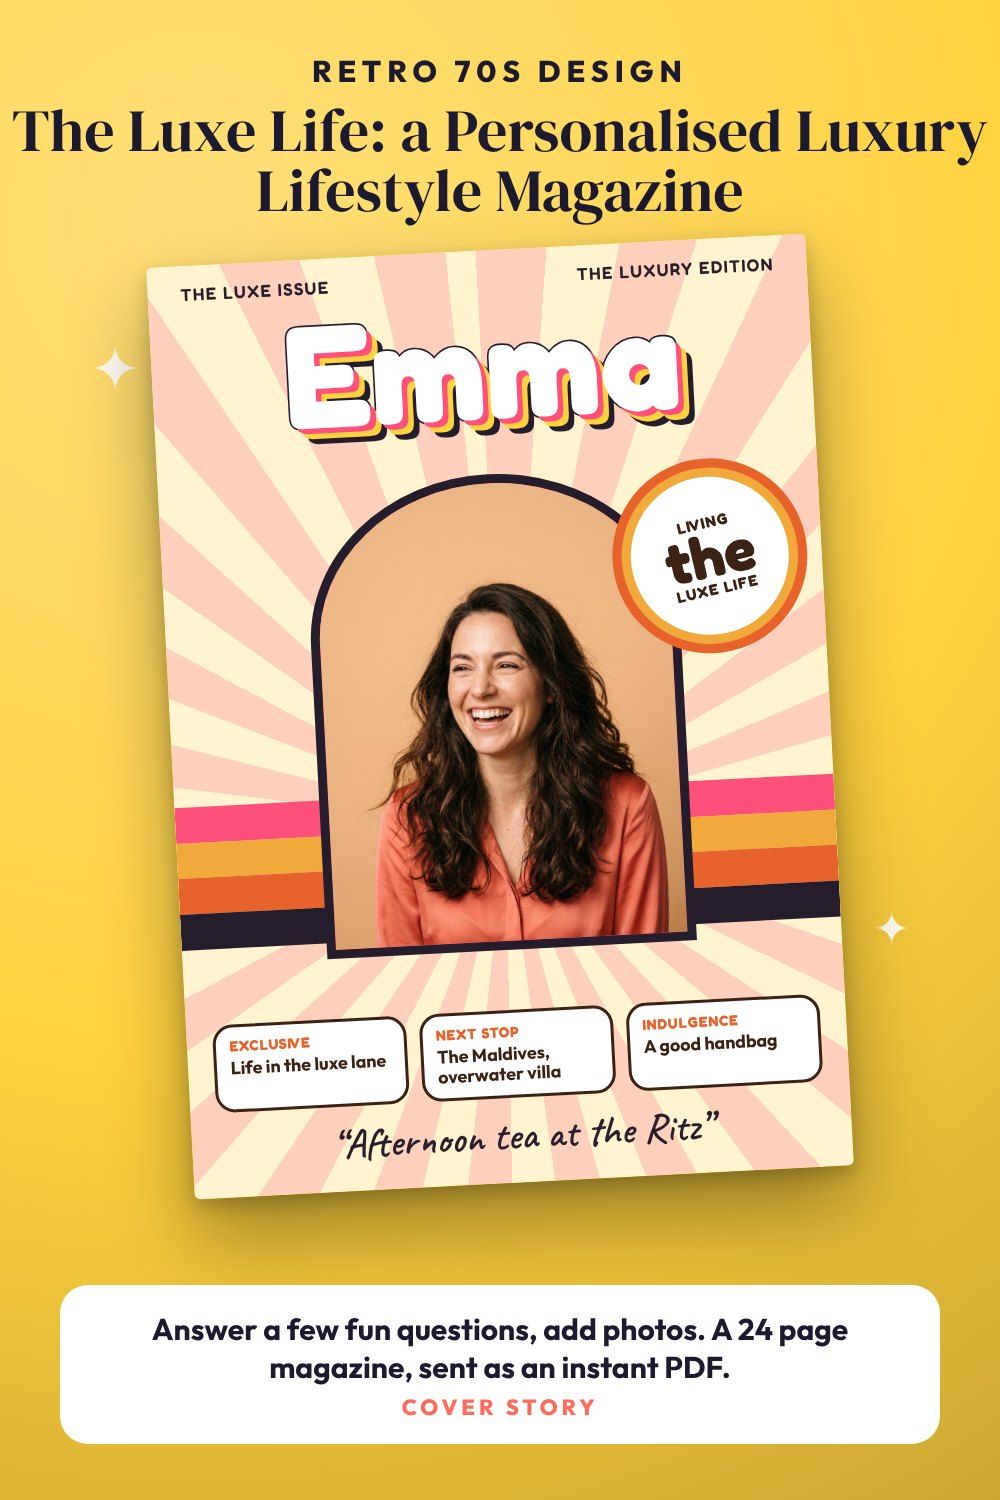 RETRO 70S DESIGN
The Luxe Life: a Personalised Luxury
Lifestyle Magazine
THE LUXE ISSUE
THE LUXURY EDITION
Emma
LIVING
the
LUXE LIFE
EXCLUSIVE
Life in the luxe lane
NEXT STOP
The Maldives,
overwater villa
INDULGENCE
A good handbag
“Afternoon tea at the Ritz”
Answer a few fun questions, add photos. A 24 page
magazine, sent as an instant PDF.
COVER STORY